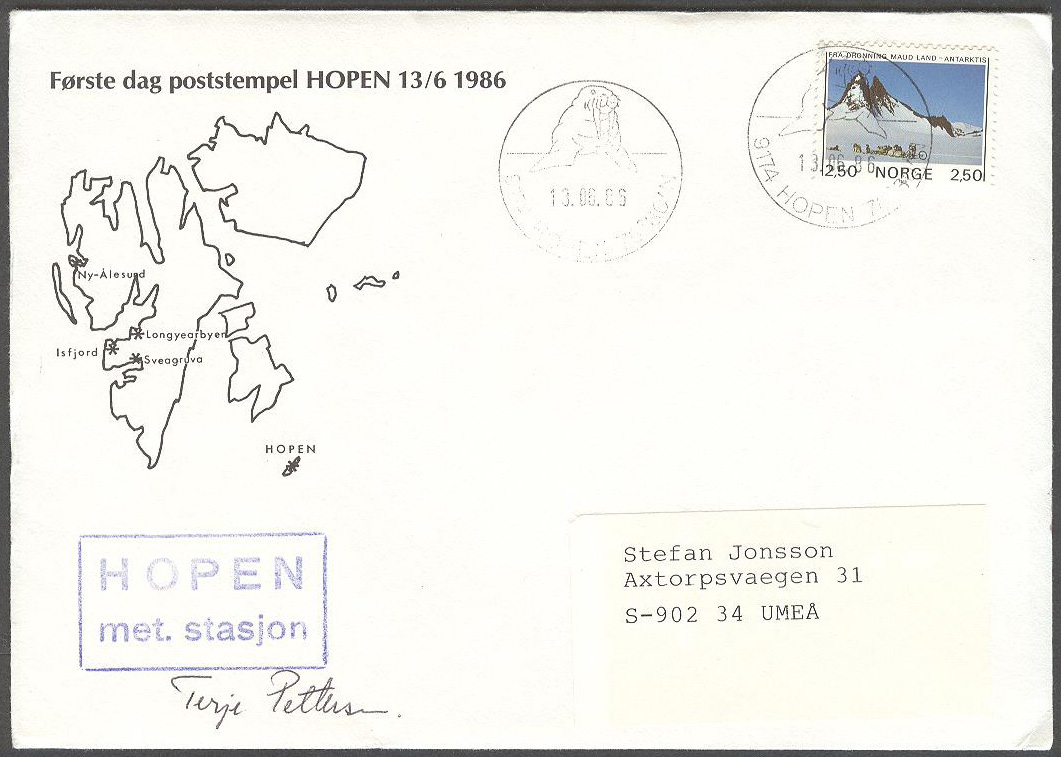 Første dag poststempel HOPEN 13/6 1986
13.06.86
FRA DRONNING MAUD LAND - ANTARKTIS
2,50 NORGE 2,50
9174 HOPEN
13.06.86
Ny-Ålesund
Longyearbyen
Isfjord
Sveagruva
HOPEN
HOPEN
met. stasjon
Terje Pettersen.
Stefan Jonsson
Axtorpsvaegen 31
S-902 34 UMEÅ